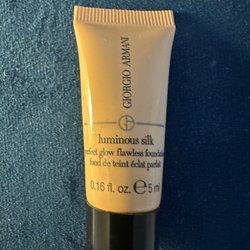 GIORGIO ARMANI
luminous silk
perfect glow flawless foundation
fond de teint éclat parfait
0.16 fl. oz. ℮ 5 ml